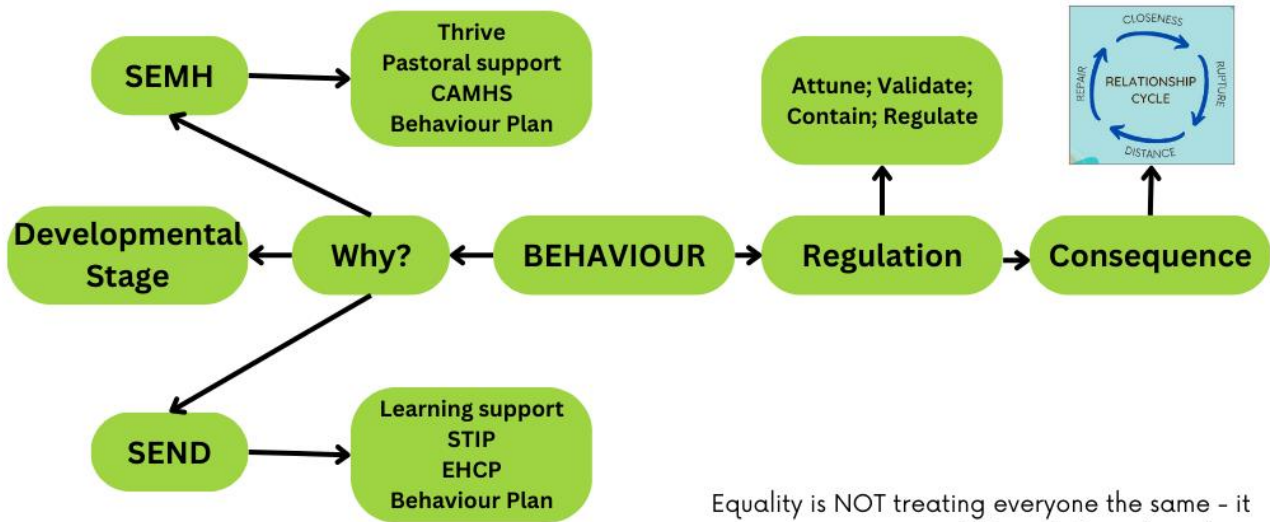 SEMH
Thrive
Pastoral support
CAMHS
Behaviour Plan
Attune; Validate;
Contain; Regulate
CLOSENESS
RUPTURE
DISTANCE
REPAIR
RELATIONSHIP
CYCLE
Developmental
Stage
Why?
BEHAVIOUR
Regulation
Consequence
SEND
Learning support
STIP
EHCP
Behaviour Plan
Equality is NOT treating everyone the same - it